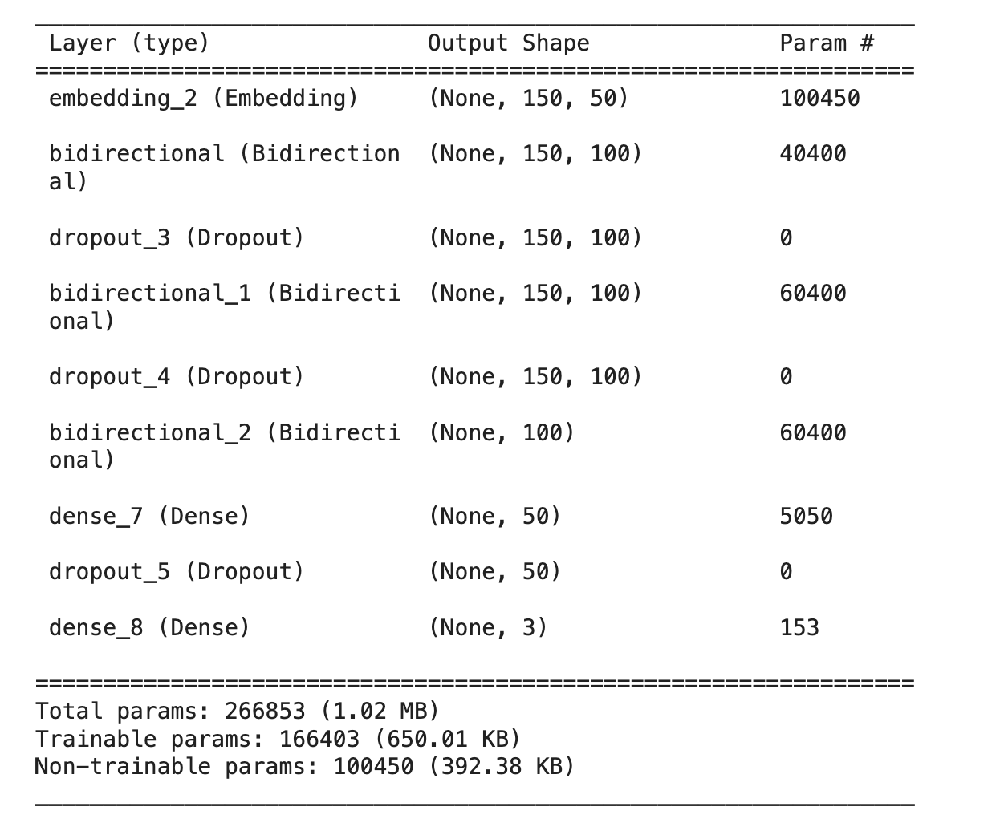 Layer (type) Output Shape Param #
=================================================================
embedding_2 (Embedding) (None, 150, 50) 100450
bidirectional (Bidirection (None, 150, 100) 40400
al)
dropout_3 (Dropout) (None, 150, 100) 0
bidirectional_1 (Bidirecti (None, 150, 100) 60400
onal)
dropout_4 (Dropout) (None, 150, 100) 0
bidirectional_2 (Bidirecti (None, 100) 60400
onal)
dense_7 (Dense) (None, 50) 5050
dropout_5 (Dropout) (None, 50) 0
dense_8 (Dense) (None, 3) 153
=================================================================
Total params: 266853 (1.02 MB)
Trainable params: 166403 (650.01 KB)
Non-trainable params: 100450 (392.38 KB)